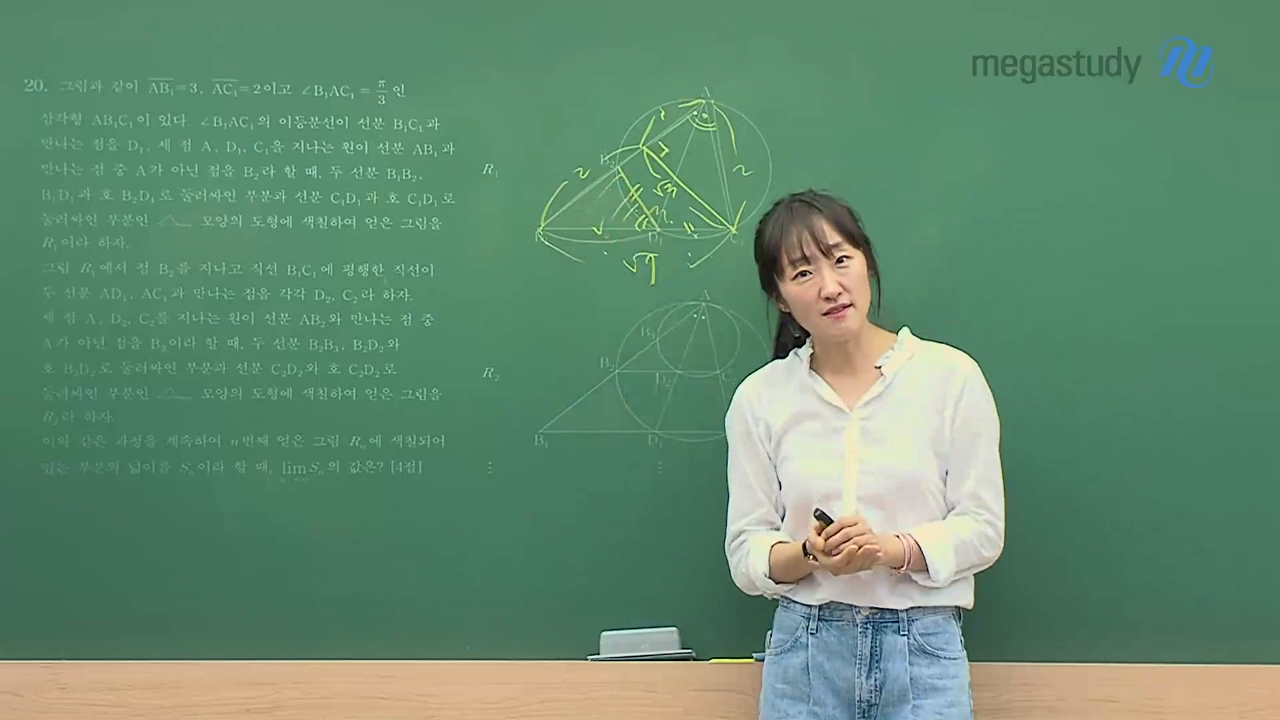 megastudy
20. 그림과 같이 AB₁=3, AC₁=2이고 ∠B₁AC₁ = π/3 인
삼각형 AB₁C₁이 있다. ∠B₁AC₁의 이등분선이 선분 B₁C₁과
만나는 점을 D₁, 세 점 A, D₁, C₁을 지나는 원이 선분 AB₁과
만나는 점 중 A가 아닌 점을 B₂라 할 때, 두 선분 B₁B₂,
B₁D₁과 호 B₂D₁로 둘러싸인 부분과 선분 C₁D₁과 호 C₁D₁로
둘러싸인 부분인 모양의 도형에 색칠하여 얻은 그림을
R₁이라 하자.
그림 R₁에서 점 B₂를 지나고 직선 B₁C₁에 평행한 직선이
두 선분 AD₁, AC₁과 만나는 점을 각각 D₂, C₂라 하자.
세 점 A, D₂, C₂를 지나는 원이 선분 AB₂와 만나는 점 중
A가 아닌 점을 B₃이라 할 때, 두 선분 B₂B₃, B₂D₂와
호 B₃D₂로 둘러싸인 부분과 선분 C₂D₂와 호 C₂D₂로
둘러싸인 부분인 모양의 도형에 색칠하여 얻은 그림을
R₂라 하자.
이와 같은 과정을 계속하여 n번째 얻은 그림 Rₙ에 색칠되어
있는 부분의 넓이를 Sₙ이라 할 때, lim Sₙ의 값은? [4점]
R₁
A
B₂
2
2
√3
D₁
C
√7
R₂
A
B₃
B₂
D₂
B₁
D₁
⋮
⋮